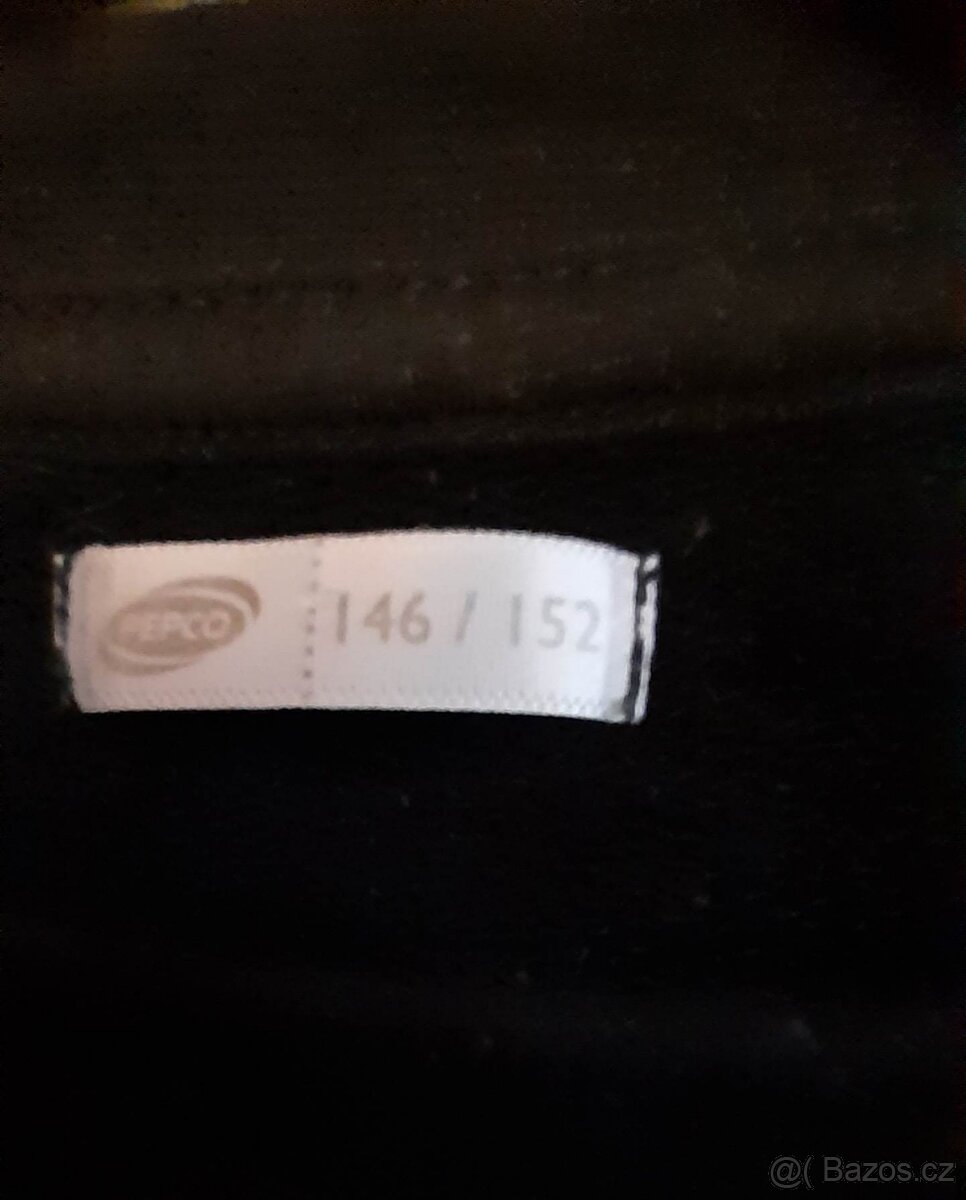 PEPCO 146 / 152
@( Bazos.cz